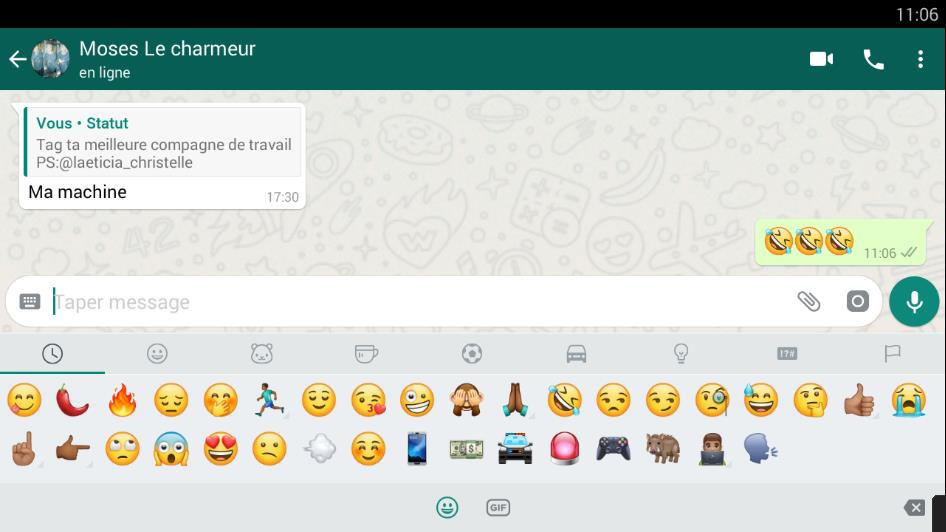 11:06
Moses Le charmeur
en ligne
Vous • Statut
Tag ta meilleure compagne de travail
PS:@laeticia_christelle
Ma machine
17:30
🤣🤣🤣
11:06
Taper message
!?#
GIF